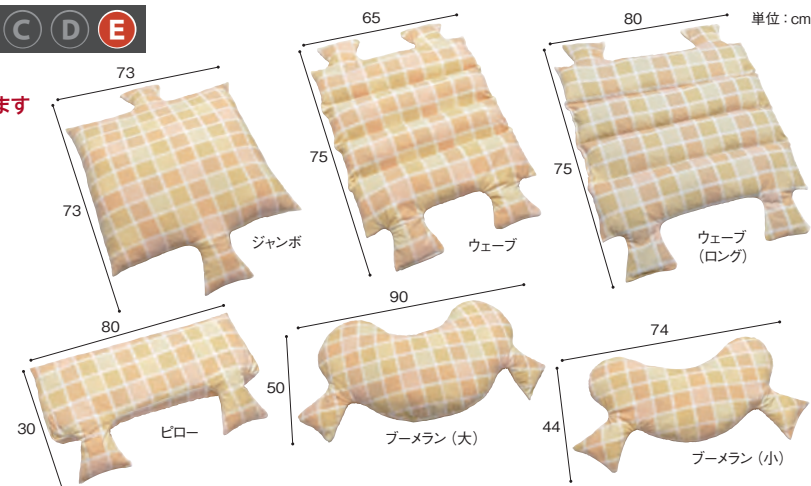 C D E
単位：cm
ます
73
73
ジャンボ
65
75
ウェーブ
80
75
ウェーブ
（ロング）
80
30
ピロー
90
50
ブーメラン（大）
74
44
ブーメラン（小）